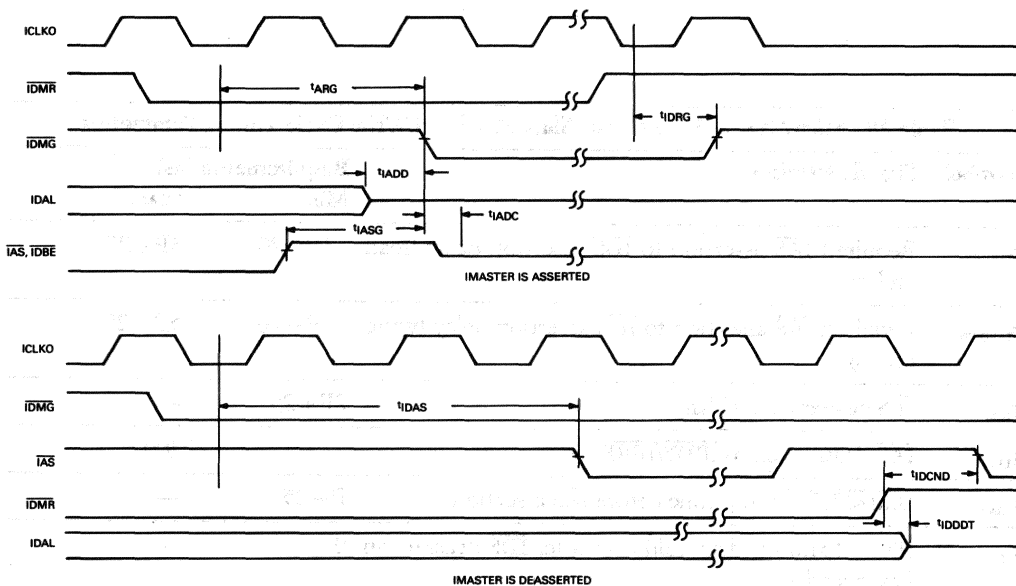 ICLKO
IDMR
tARG
tIDRG
IDMG
tIADD
IDAL
tIADC
tIASG
IAS, IDBE
IMASTER IS ASSERTED
ICLKO
IDMG
tIDAS
IAS
tIDCND
IDMR
tIDDDT
IDAL
IMASTER IS DEASSERTED